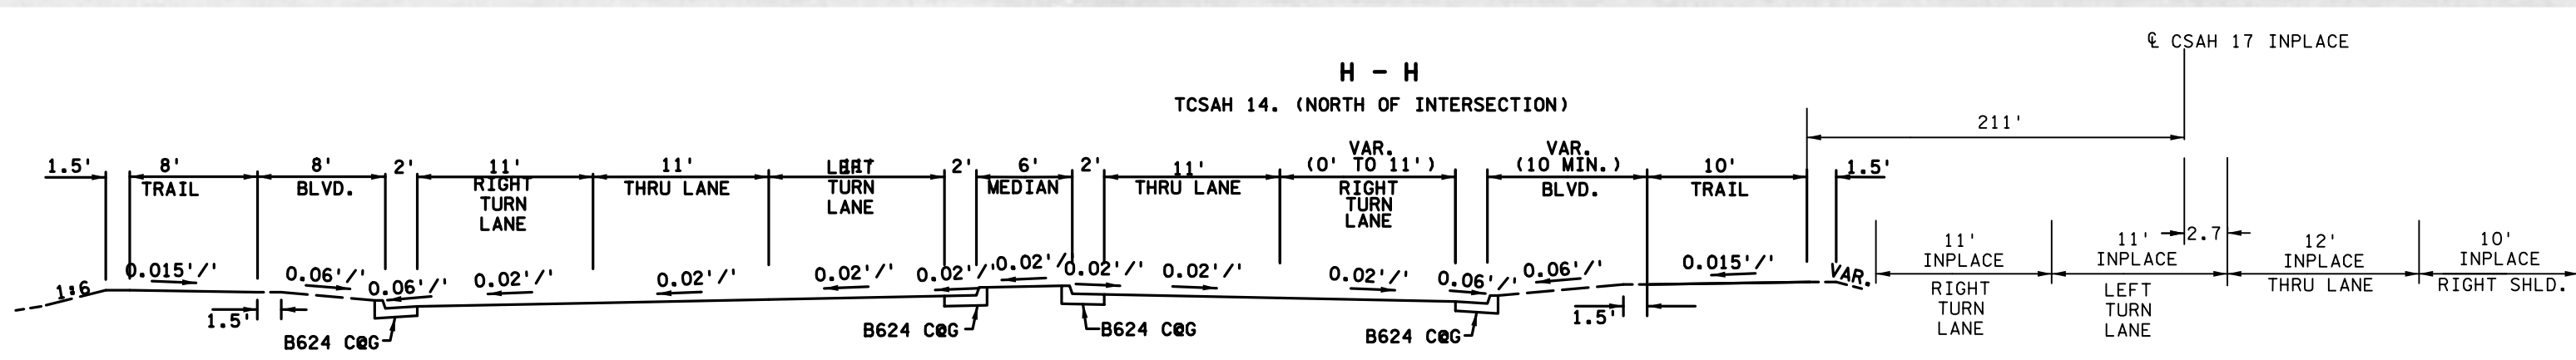 ℄ CSAH 17 INPLACE
H - H
TCSAH 14. (NORTH OF INTERSECTION)
211'
1.5' 8' 8' 2' 11' 11' 2' 6' 2' 11' VAR. (0' TO 11') VAR. (10 MIN.) 10' 1.5'
TRAIL BLVD. RIGHT TURN LANE THRU LANE LEFT TURN LANE MEDIAN THRU LANE RIGHT TURN LANE BLVD. TRAIL
11' INPLACE 11' INPLACE 2.7 12' INPLACE 10' INPLACE
RIGHT TURN LANE LEFT TURN LANE THRU LANE RIGHT SHLD.
1:6 0.015'/' 0.06'/' 0.06'/' 0.02'/' 0.02'/' 0.02'/' 0.02'/' 0.02'/' 0.02'/' 0.02'/' 0.02'/' 0.06'/' 0.06'/' 0.015'/' VAR.
1.5' 1.5'
B624 C@G B624 C@G B624 C@G B624 C@G